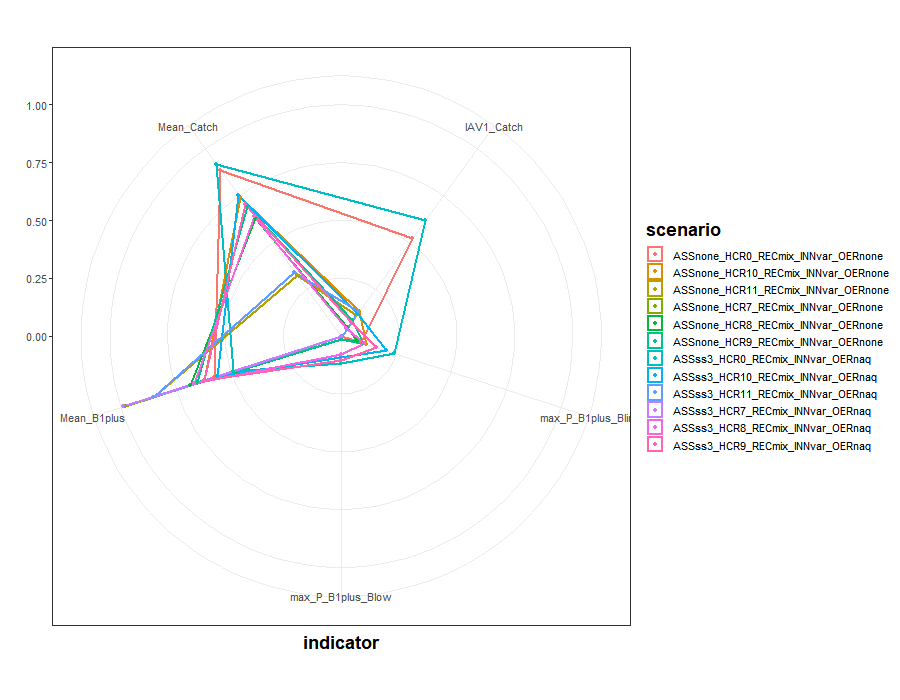 1.00
0.75
0.50
0.25
0.00
Mean_Catch
IAV1_Catch
Mean_B1plus
max_P_B1plus_Blim
max_P_B1plus_Blow
indicator
scenario
ASSnone_HCR0_RECmix_INNvar_OERnone
ASSnone_HCR10_RECmix_INNvar_OERnone
ASSnone_HCR11_RECmix_INNvar_OERnone
ASSnone_HCR7_RECmix_INNvar_OERnone
ASSnone_HCR8_RECmix_INNvar_OERnone
ASSnone_HCR9_RECmix_INNvar_OERnone
ASSss3_HCR0_RECmix_INNvar_OERnaq
ASSss3_HCR10_RECmix_INNvar_OERnaq
ASSss3_HCR11_RECmix_INNvar_OERnaq
ASSss3_HCR7_RECmix_INNvar_OERnaq
ASSss3_HCR8_RECmix_INNvar_OERnaq
ASSss3_HCR9_RECmix_INNvar_OERnaq